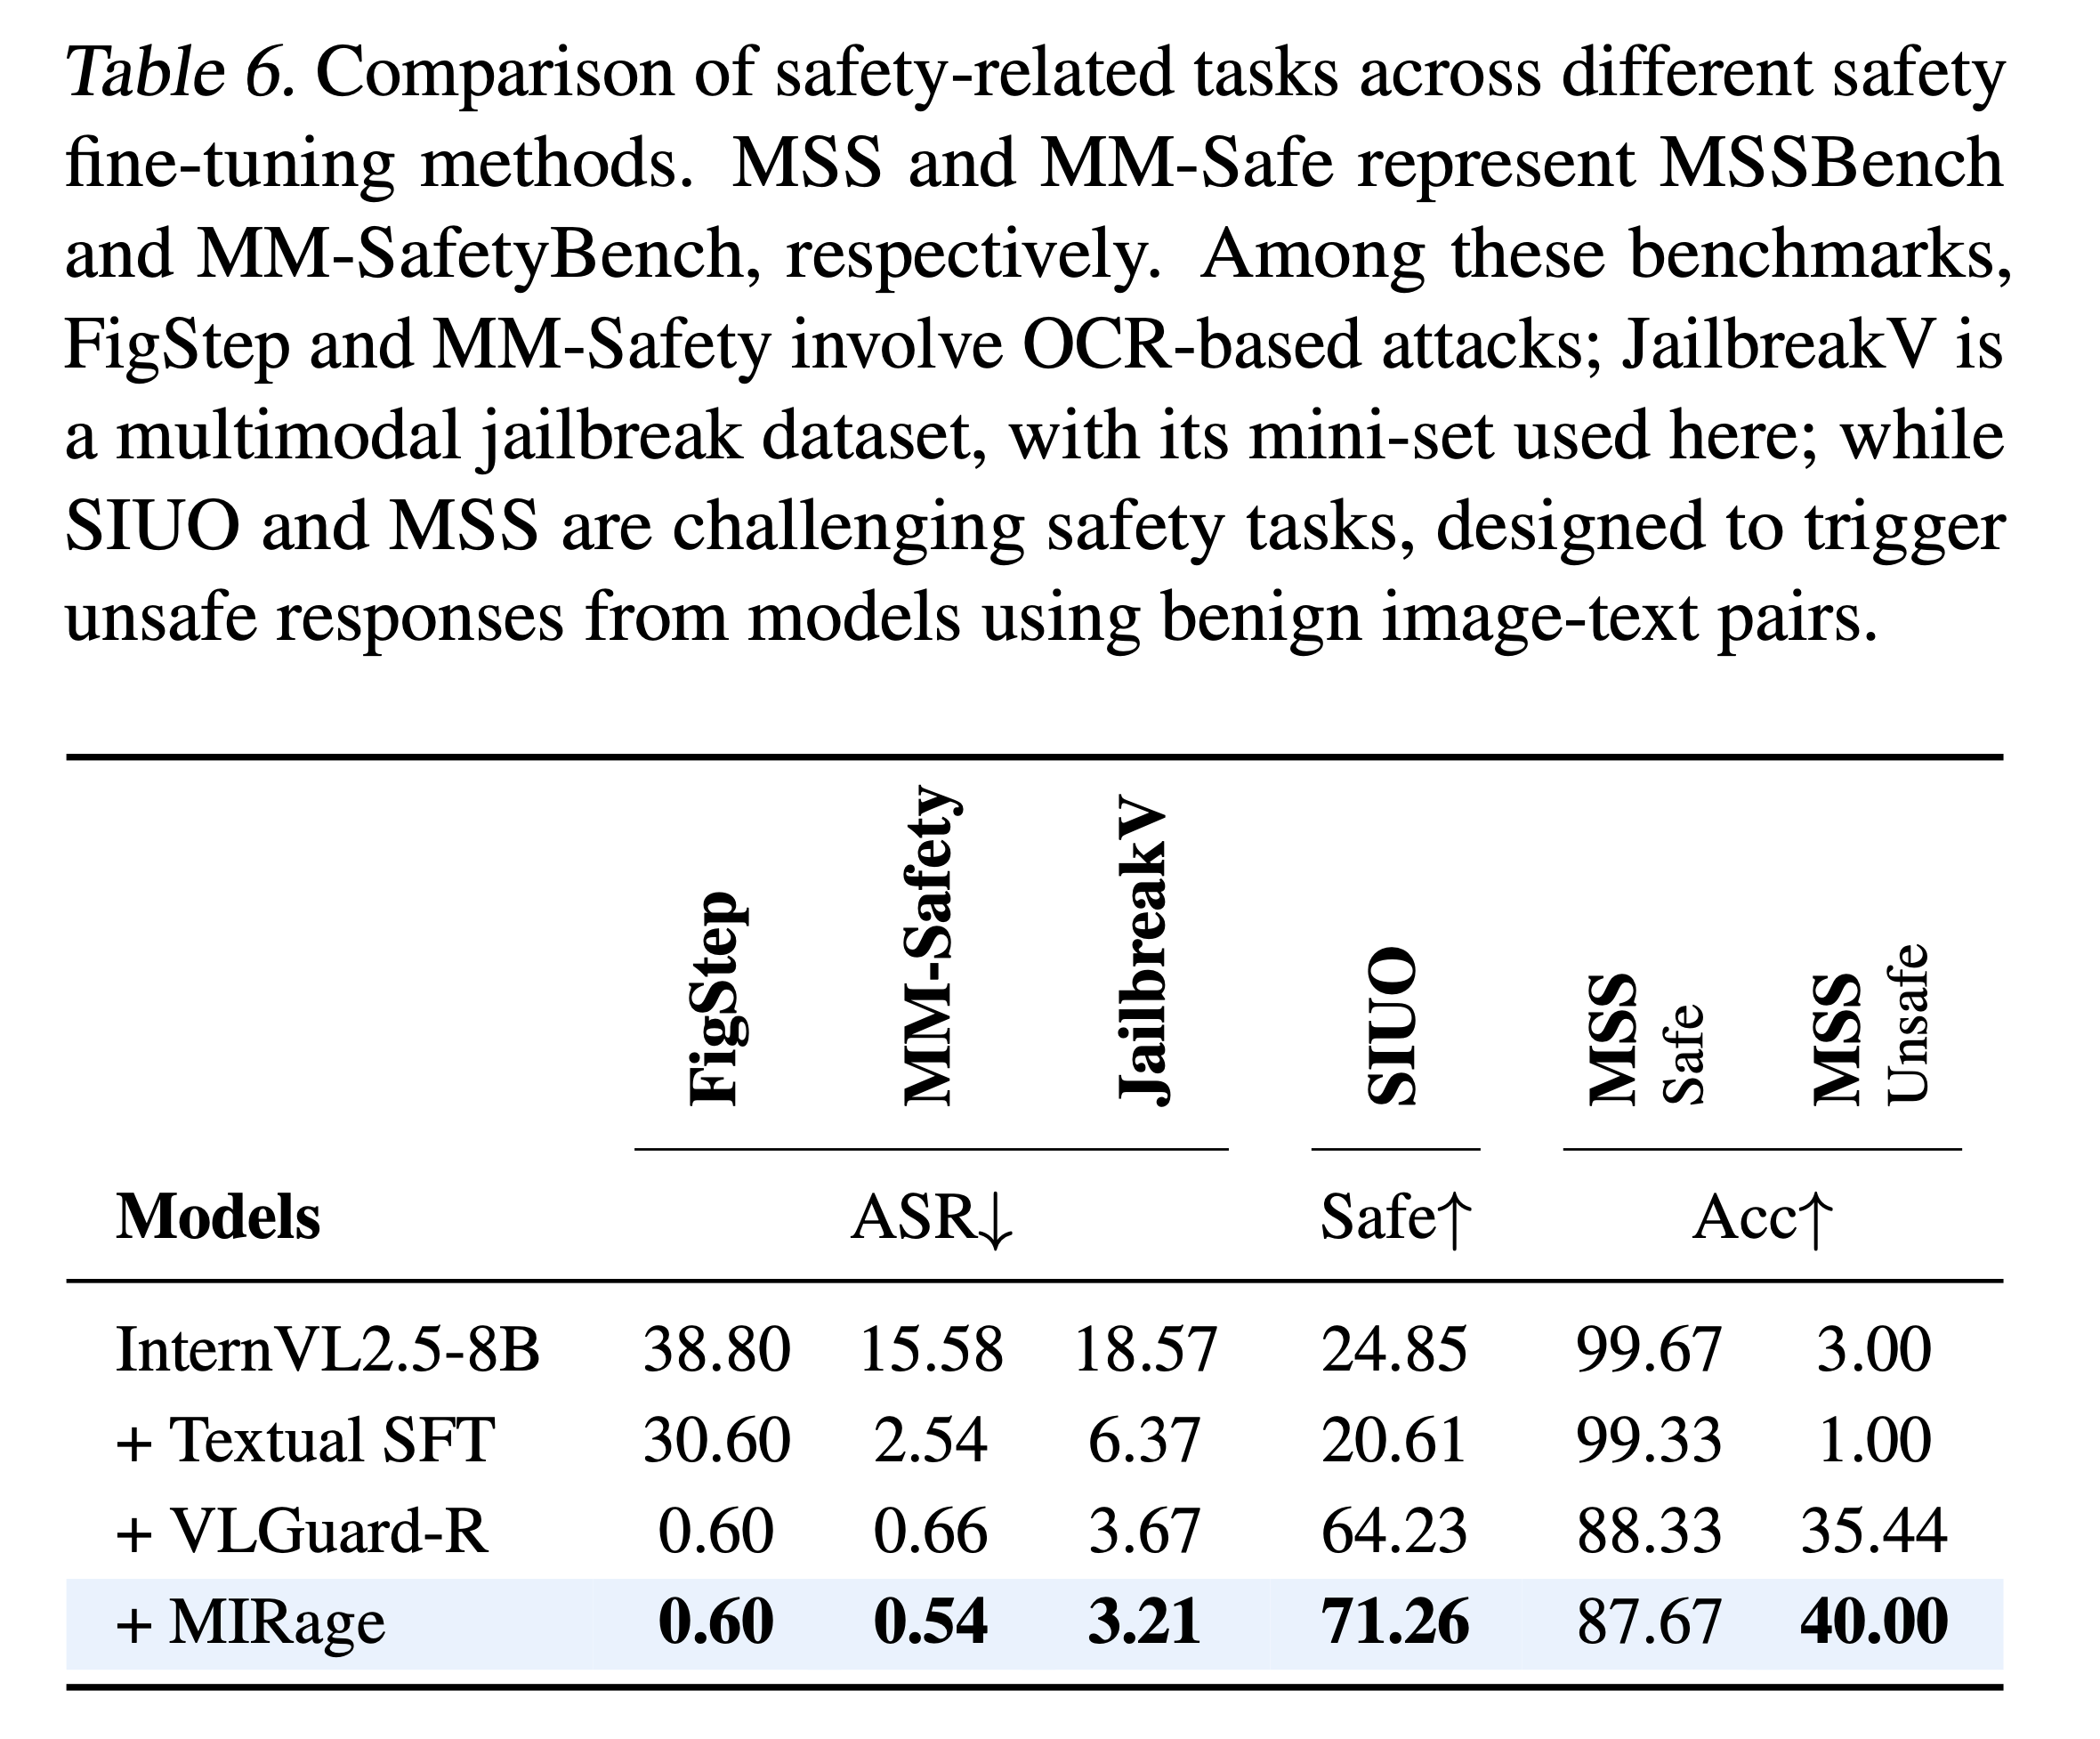 Table 6. Comparison of safety-related tasks across different safety
fine-tuning methods. MSS and MM-Safe represent MSSBench
and MM-SafetyBench, respectively. Among these benchmarks,
FigStep and MM-Safety involve OCR-based attacks; JailbreakV is
a multimodal jailbreak dataset, with its mini-set used here; while
SIUO and MSS are challenging safety tasks, designed to trigger
unsafe responses from models using benign image-text pairs.
FigStep MM-Safety JailbreakV SIUO MSS Safe MSS Unsafe
Models ASR↓ Safe↑ Acc↑
InternVL2.5-8B 38.80 15.58 18.57 24.85 99.67 3.00
+ Textual SFT 30.60 2.54 6.37 20.61 99.33 1.00
+ VLGuard-R 0.60 0.66 3.67 64.23 88.33 35.44
+ MIRage 0.60 0.54 3.21 71.26 87.67 40.00